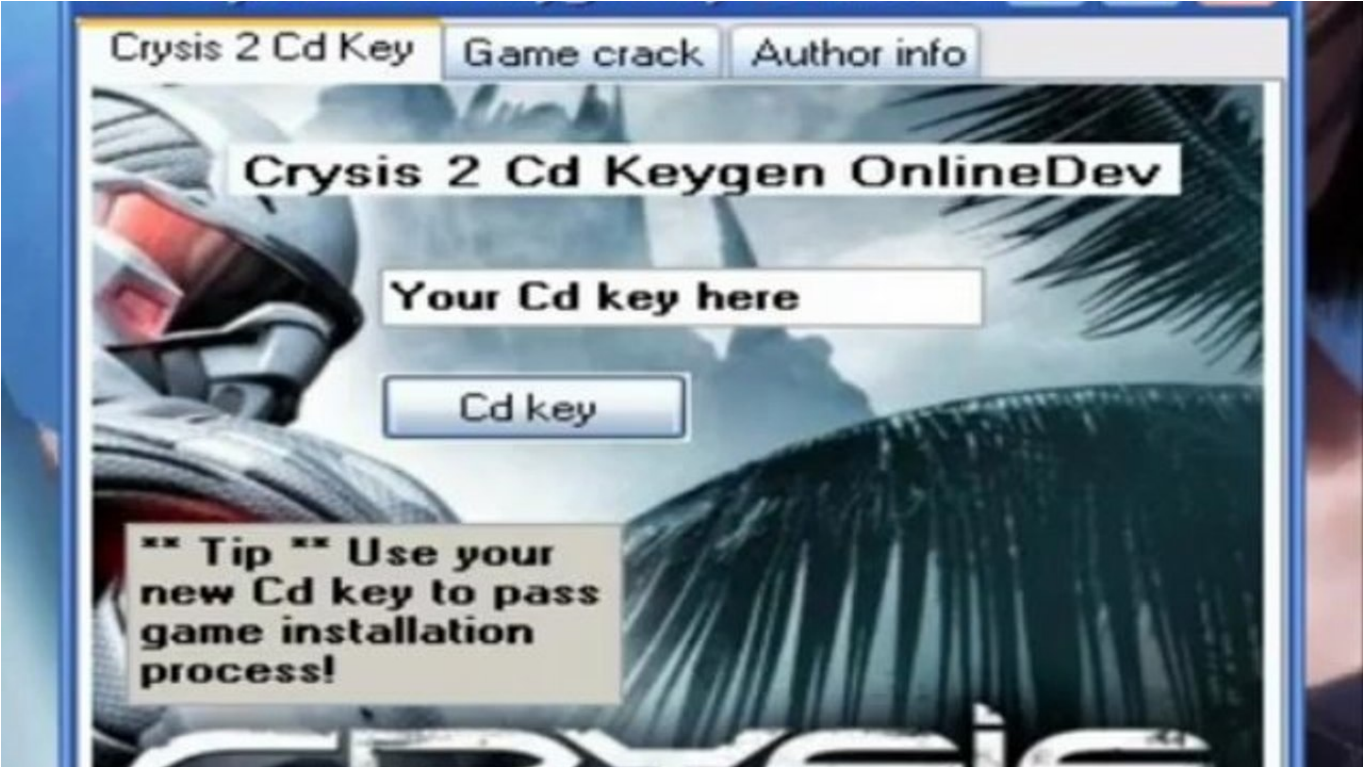 Crysis 2 Cd Key
Game crack
Author info
Crysis 2 Cd Keygen OnlineDev
Your Cd key here
Cd key
** Tip ** Use your
new Cd key to pass
game installation
process!
CRYSIS